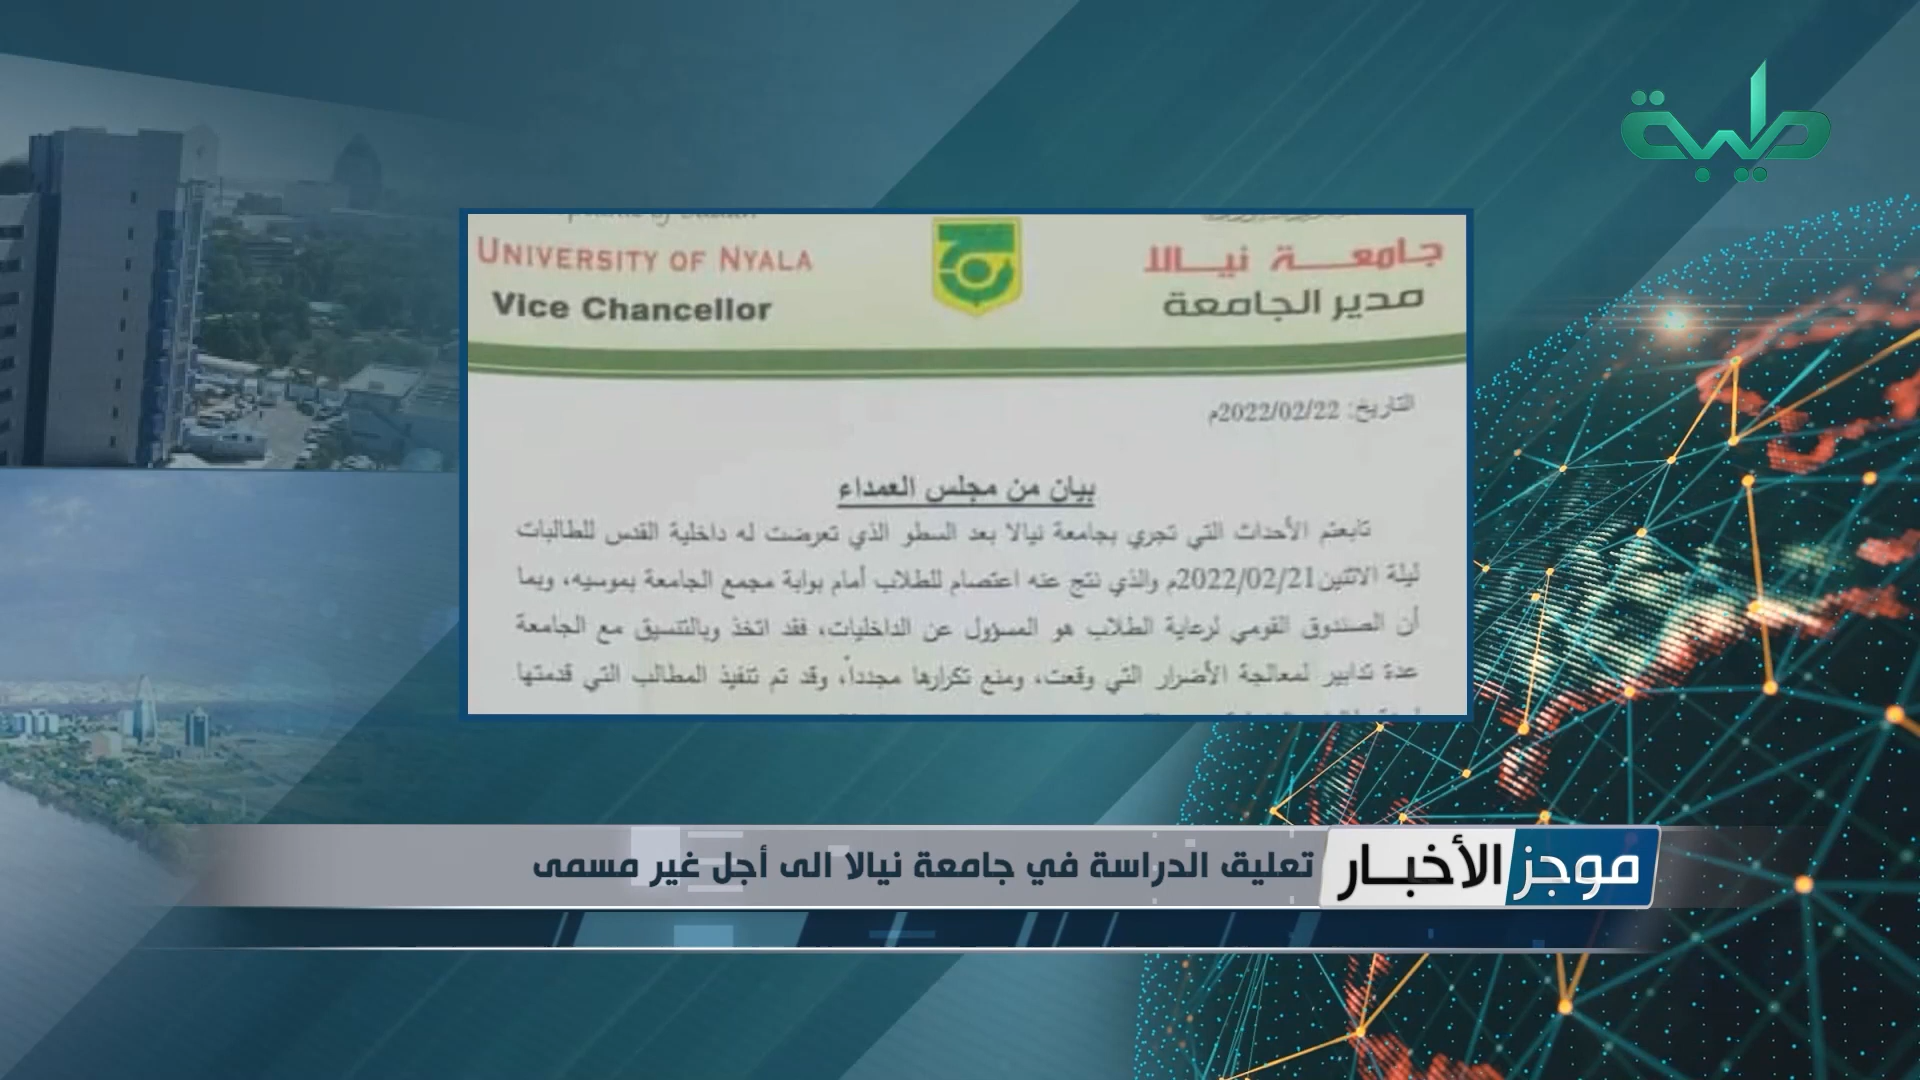 طيبة
UNIVERSITY OF NYALA
جامعة نيالا
Vice Chancellor
مدير الجامعة
التاريخ: 2022/02/22م
بيان من مجلس العمداء
تابعتم الأحداث التي تجري بجامعة نيالا بعد السطو الذي تعرضت له داخلية القدس للطالبات
ليلة الاثنين2022/02/21م والذي نتج عنه اعتصام للطلاب أمام بوابة مجمع الجامعة بموسيه، وبما
أن الصندوق القومي لرعاية الطلاب هو المسؤول عن الداخليات، فقد اتخذ وبالتنسيق مع الجامعة
عدة تدابير لمعالجة الأضرار التي وقعت، ومنع تكرارها مجدداً، وقد تم تنفيذ المطالب التي قدمتها
موجز الأخبار
تعليق الدراسة في جامعة نيالا الى أجل غير مسمى